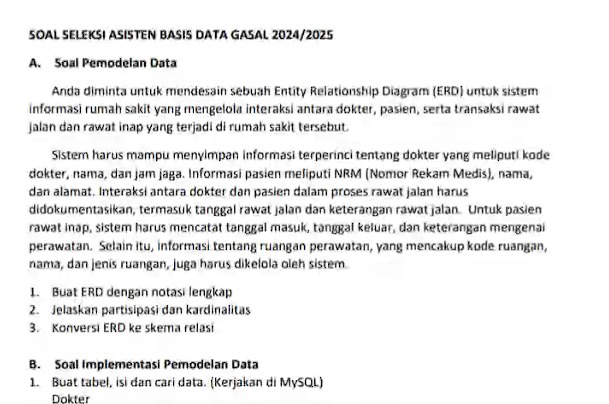 SOAL SELEKSI ASISTEN BASIS DATA GASAL 2024/2025
A. Soal Pemodelan Data
Anda diminta untuk mendesain sebuah Entity Relationship Diagram (ERD) untuk sistem
informasi rumah sakit yang mengelola interaksi antara dokter, pasien, serta transaksi rawat
jalan dan rawat inap yang terjadi di rumah sakit tersebut.
Sistem harus mampu menyimpan informasi terperinci tentang dokter yang meliputi kode
dokter, nama, dan jam jaga. Informasi pasien meliputi NRM (Nomor Rekam Medis), nama,
dan alamat. Interaksi antara dokter dan pasien dalam proses rawat jalan harus
didokumentasikan, termasuk tanggal rawat jalan dan keterangan rawat jalan. Untuk pasien
rawat inap, sistem harus mencatat tanggal masuk, tanggal keluar, dan keterangan mengenai
perawatan. Selain itu, informasi tentang ruangan perawatan, yang mencakup kode ruangan,
nama, dan jenis ruangan, juga harus dikelola oleh sistem.
1. Buat ERD dengan notasi lengkap
2. Jelaskan partisipasi dan kardinalitas
3. Konversi ERD ke skema relasi
B. Soal Implementasi Pemodelan Data
1. Buat tabel, isi dan cari data. (Kerjakan di MySQL)
Dokter